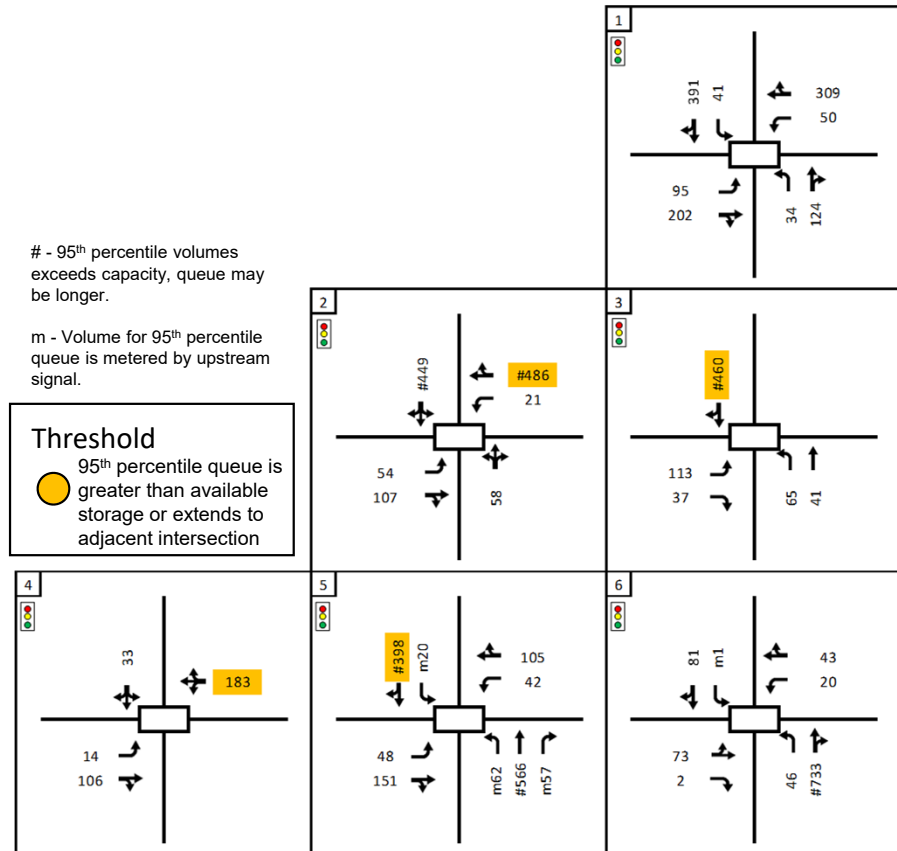 1
391
41
309
50
95
202
34
124
# - 95th percentile volumes
exceeds capacity, queue may
be longer.
m - Volume for 95th percentile
queue is metered by upstream
signal.
Threshold
95th percentile queue is
greater than available
storage or extends to
adjacent intersection
2
#449
#486
21
54
107
58
3
#460
113
37
65
41
4
33
183
14
106
5
#398
m20
105
42
48
151
m62
#566
m57
6
81
m1
43
20
73
2
46
#733